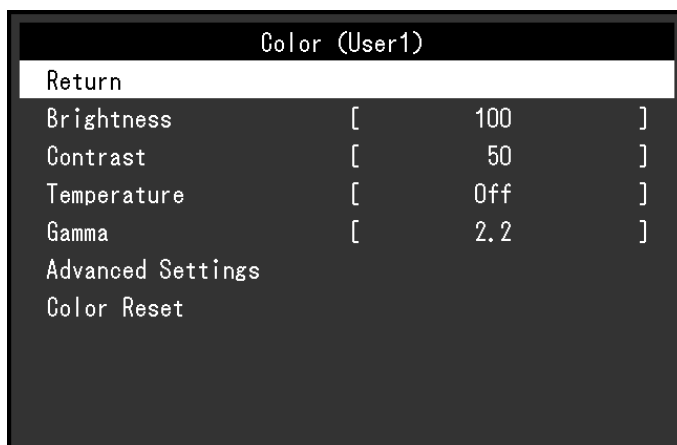 Color (User1)
Return
Brightness [ 100 ]
Contrast [ 50 ]
Temperature [ Off ]
Gamma [ 2.2 ]
Advanced Settings
Color Reset